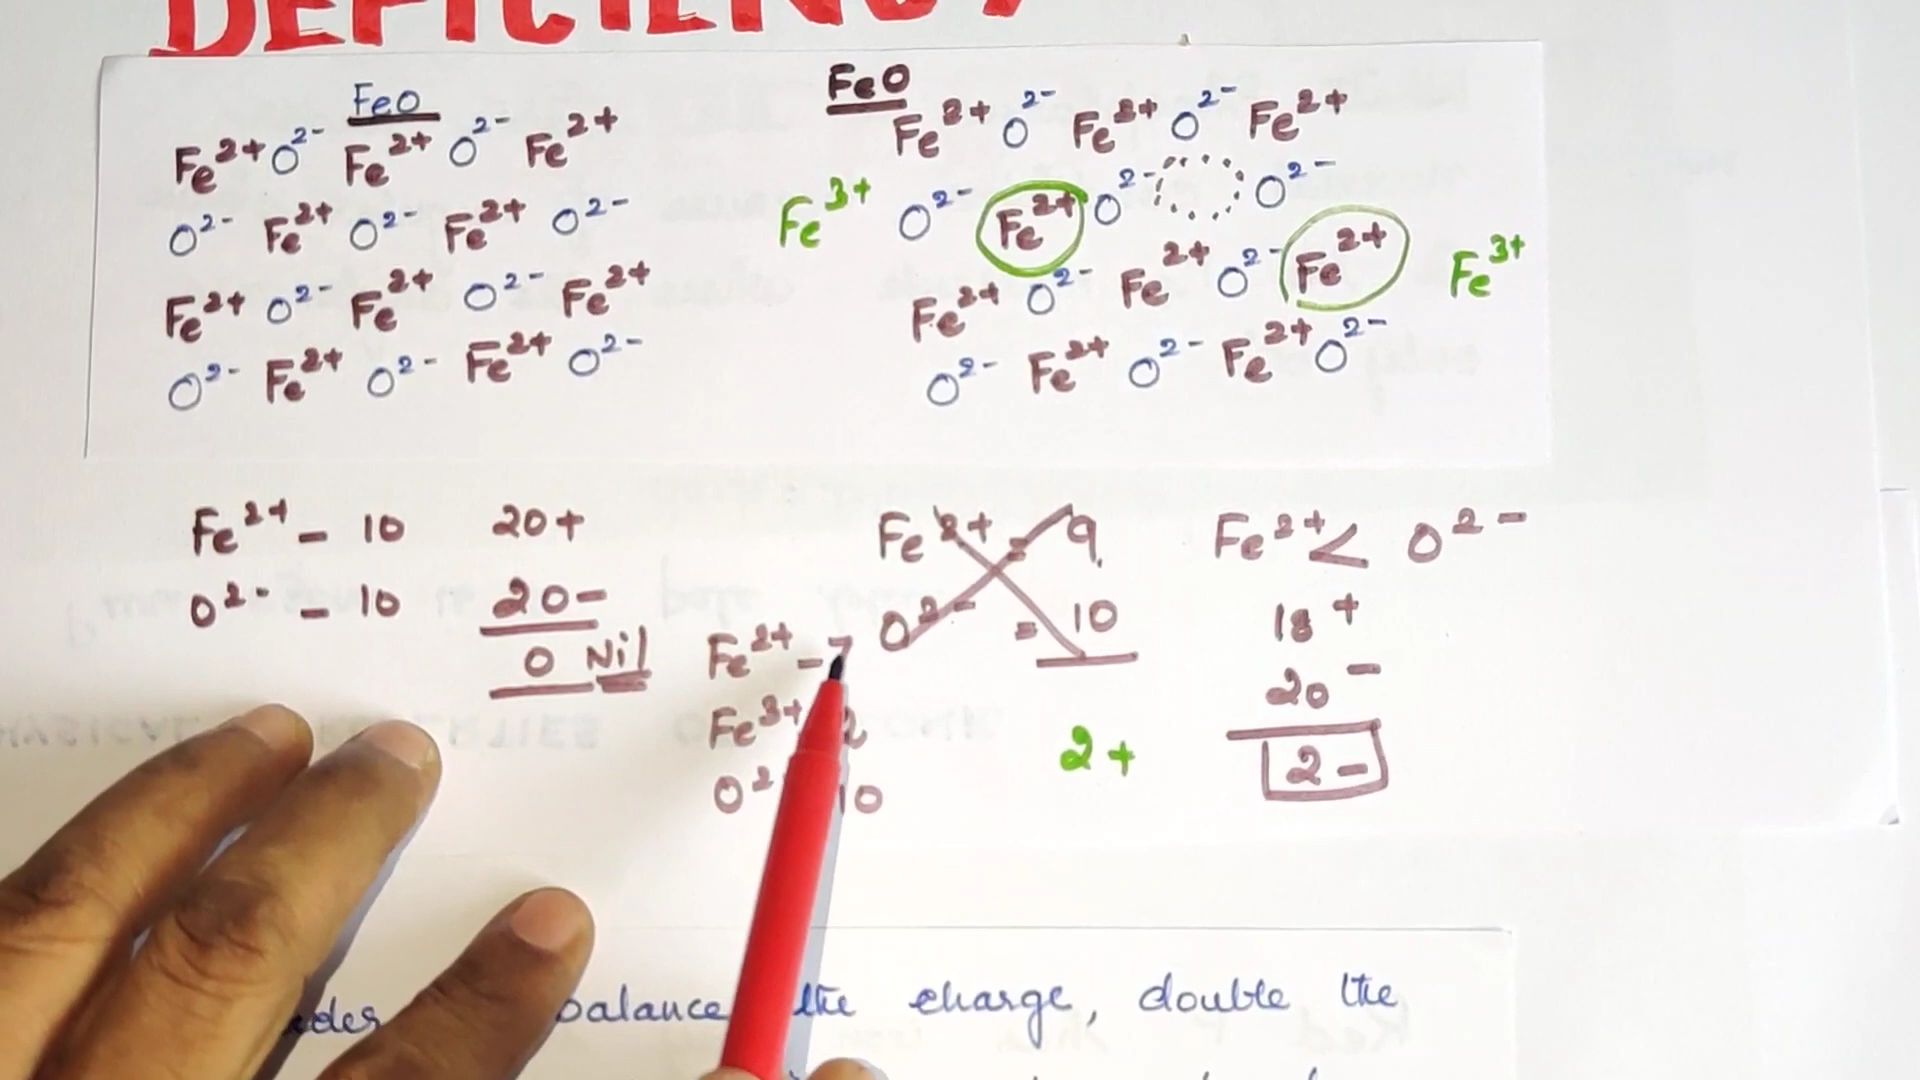 DEFICIENCY
FeO
Fe²⁺ O²⁻ Fe²⁺ O²⁻ Fe²⁺
O²⁻ Fe²⁺ O²⁻ Fe²⁺ O²⁻
Fe²⁺ O²⁻ Fe²⁺ O²⁻ Fe²⁺
O²⁻ Fe²⁺ O²⁻ Fe²⁺ O²⁻
FeO
Fe²⁺ O²⁻ Fe²⁺ O²⁻ Fe²⁺
Fe³⁺ O²⁻ Fe²⁺ O²⁻ O²⁻
Fe²⁺ O²⁻ Fe²⁺ O²⁻ Fe²⁺ Fe³⁺
O²⁻ Fe²⁺ O²⁻ Fe²⁺ O²⁻
Fe²⁺ - 10 20+
O²⁻ - 10 20-
0 Nil
Fe²⁺ = 9
O²⁻ = 10
Fe²⁺ - 7
Fe³⁺ 2
O² 10
2+
Fe²⁺ < O²⁻
18+
20-
2-
balance the charge, double the